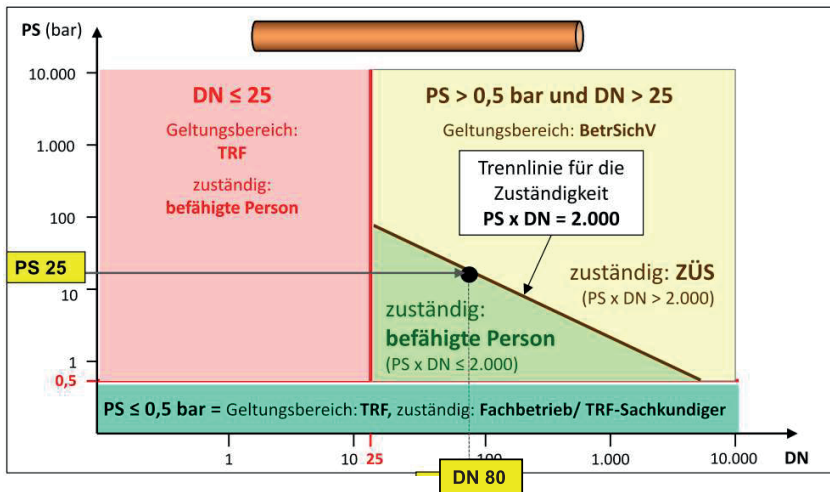 PS (bar)
10.000
1.000
100
10
1
0,5
PS 25
DN ≤ 25
Geltungsbereich:
TRF
zuständig:
befähigte Person
PS > 0,5 bar und DN > 25
Geltungsbereich: BetrSichV
Trennlinie für die
Zuständigkeit
PS x DN = 2.000
zuständig: ZÜS
(PS x DN > 2.000)
zuständig:
befähigte Person
(PS x DN ≤ 2.000)
PS ≤ 0,5 bar = Geltungsbereich: TRF, zuständig: Fachbetrieb/ TRF-Sachkundiger
1 10 25 100 1.000 10.000 DN
DN 80